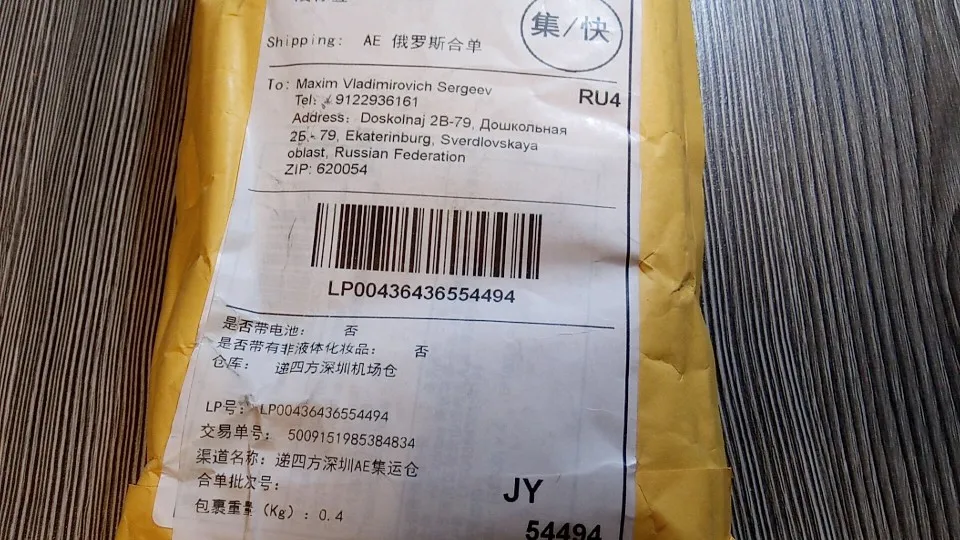 集/快
Shipping: AE 俄罗斯合单
To: Maxim Vladimirovich Sergeev
RU4
Tel: 9122936161
Address: Doskolnaj 2B-79, Дошкольная
2Б - 79, Ekaterinburg, Sverdlovskaya
oblast, Russian Federation
ZIP: 620054
LP00436436554494
是否带电池: 否
是否带有非液体化妆品: 否
仓库: 递四方深圳机场仓
LP号: LP00436436554494
交易单号: 5009151985384834
渠道名称: 递四方深圳AE集运仓
合单批次号:
JY
包裹重量(Kg): 0.4
54494